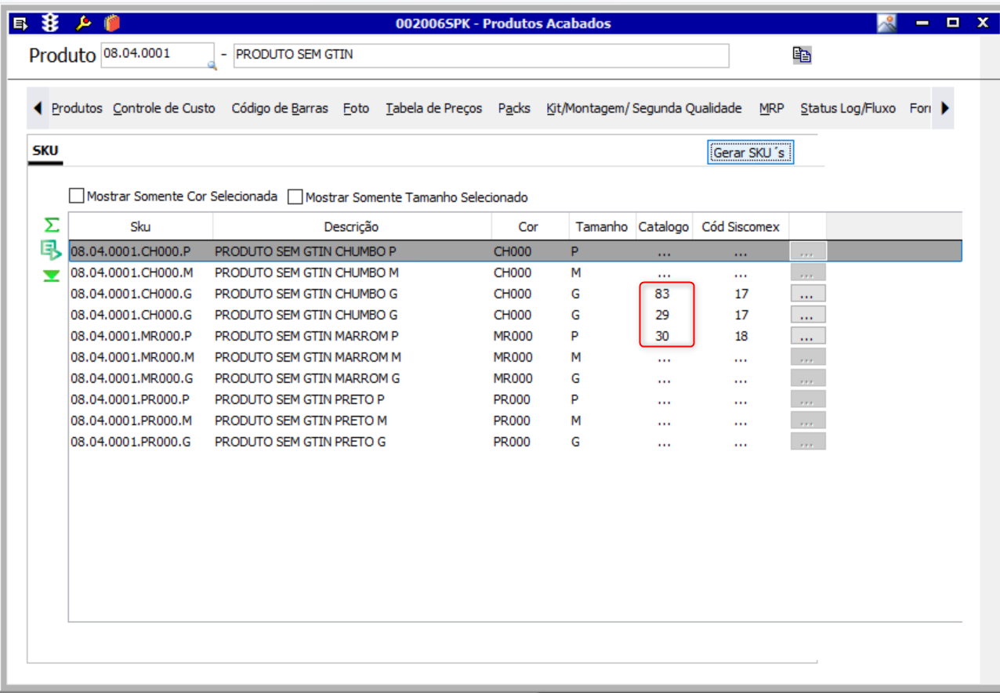 002006SPK - Produtos Acabados
Produto 08.04.0001 - PRODUTO SEM GTIN
Produtos Controle de Custo Código de Barras Foto Tabela de Preços Packs Kit/Montagem/ Segunda Qualidade MRP Status Log/Fluxo
SKU Gerar SKU´s
Mostrar Somente Cor Selecionada Mostrar Somente Tamanho Selecionado
Sku Descrição Cor Tamanho Catalogo Cód Siscomex
08.04.0001.CH000.P PRODUTO SEM GTIN CHUMBO P CH000 P ... ... ...
08.04.0001.CH000.M PRODUTO SEM GTIN CHUMBO M CH000 M ... ... ...
08.04.0001.CH000.G PRODUTO SEM GTIN CHUMBO G CH000 G 83 17 ...
08.04.0001.CH000.G PRODUTO SEM GTIN CHUMBO G CH000 G 29 17 ...
08.04.0001.MR000.P PRODUTO SEM GTIN MARROM P MR000 P 30 18 ...
08.04.0001.MR000.M PRODUTO SEM GTIN MARROM M MR000 M ... ... ...
08.04.0001.MR000.G PRODUTO SEM GTIN MARROM G MR000 G ... ... ...
08.04.0001.PR000.P PRODUTO SEM GTIN PRETO P PR000 P ... ... ...
08.04.0001.PR000.M PRODUTO SEM GTIN PRETO M PR000 M ... ... ...
08.04.0001.PR000.G PRODUTO SEM GTIN PRETO G PR000 G ... ... ...